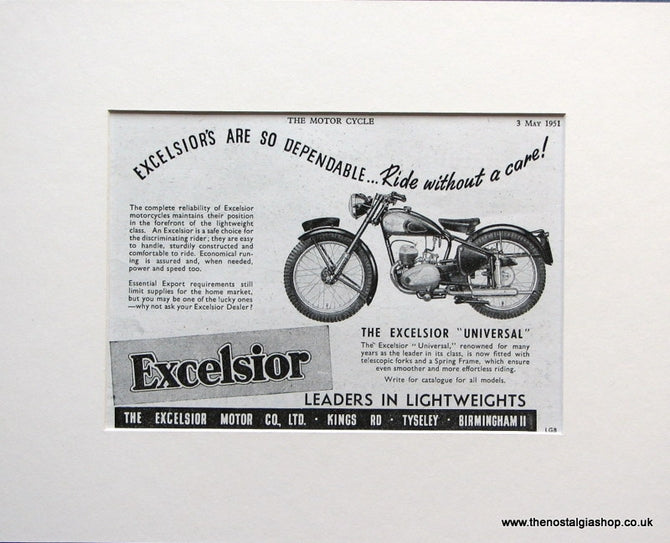 THE MOTOR CYCLE
3 MAY 1951
EXCELSIOR'S ARE SO DEPENDABLE... Ride without a care!
The complete reliability of Excelsior
motorcycles maintains their position
in the forefront of the lightweight
class. An Excelsior is a safe choice for
the discriminating rider; they are easy
to handle, sturdily constructed and
comfortable to ride. Economical run-
ing is assured and, when needed,
power and speed too.
Essential Export requirements still
limit supplies for the home market,
but you may be one of the lucky ones
—why not ask your Excelsior Dealer?
THE EXCELSIOR "UNIVERSAL"
The Excelsior "Universal," renowned for many
years as the leader in its class, is now fitted with
telescopic forks and a Spring Frame, which ensure
even smoother and more effortless riding.
Write for catalogue for all models.
Excelsior
LEADERS IN LIGHTWEIGHTS
THE EXCELSIOR MOTOR CO., LTD. · KINGS RD · TYSELEY · BIRMINGHAM 11
LGB
www.thenostalgiashop.co.uk